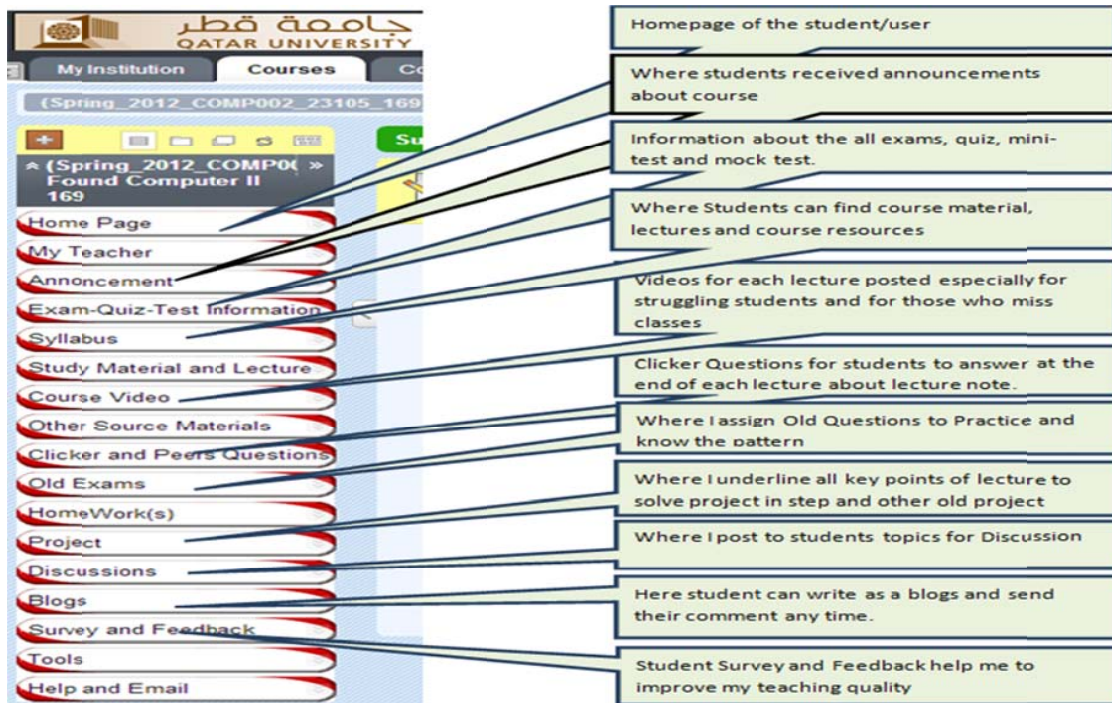 جامعة قطر
QATAR UNIVERSITY
My Institution
Courses
Co
(Spring_2012_COMP002_23105_169
Su
(Spring_2012_COMP0(
Found Computer II
169
Home Page
My Teacher
Annoncement
Exam-Quiz-Test Information
Syllabus
Study Material and Lecture
Course Video
Other Source Materials
Clicker and Peers Questions
Old Exams
HomeWork(s)
Project
Discussions
Blogs
Survey and Feedback
Tools
Help and Email
Homepage of the student/user
Where students received announcements
about course
Information about the all exams, quiz, mini-
test and mock test.
Where Students can find course material,
lectures and course resources
Videos for each lecture posted especially for
struggling students and for those who miss
classes
Clicker Questions for students to answer at the
end of each lecture about lecture note.
Where I assign Old Questions to Practice and
know the pattern
Where I underline all key points of lecture to
solve project in step and other old project
Where I post to students topics for Discussion
Here student can write as a blogs and send
their comment any time.
Student Survey and Feedback help me to
improve my teaching quality